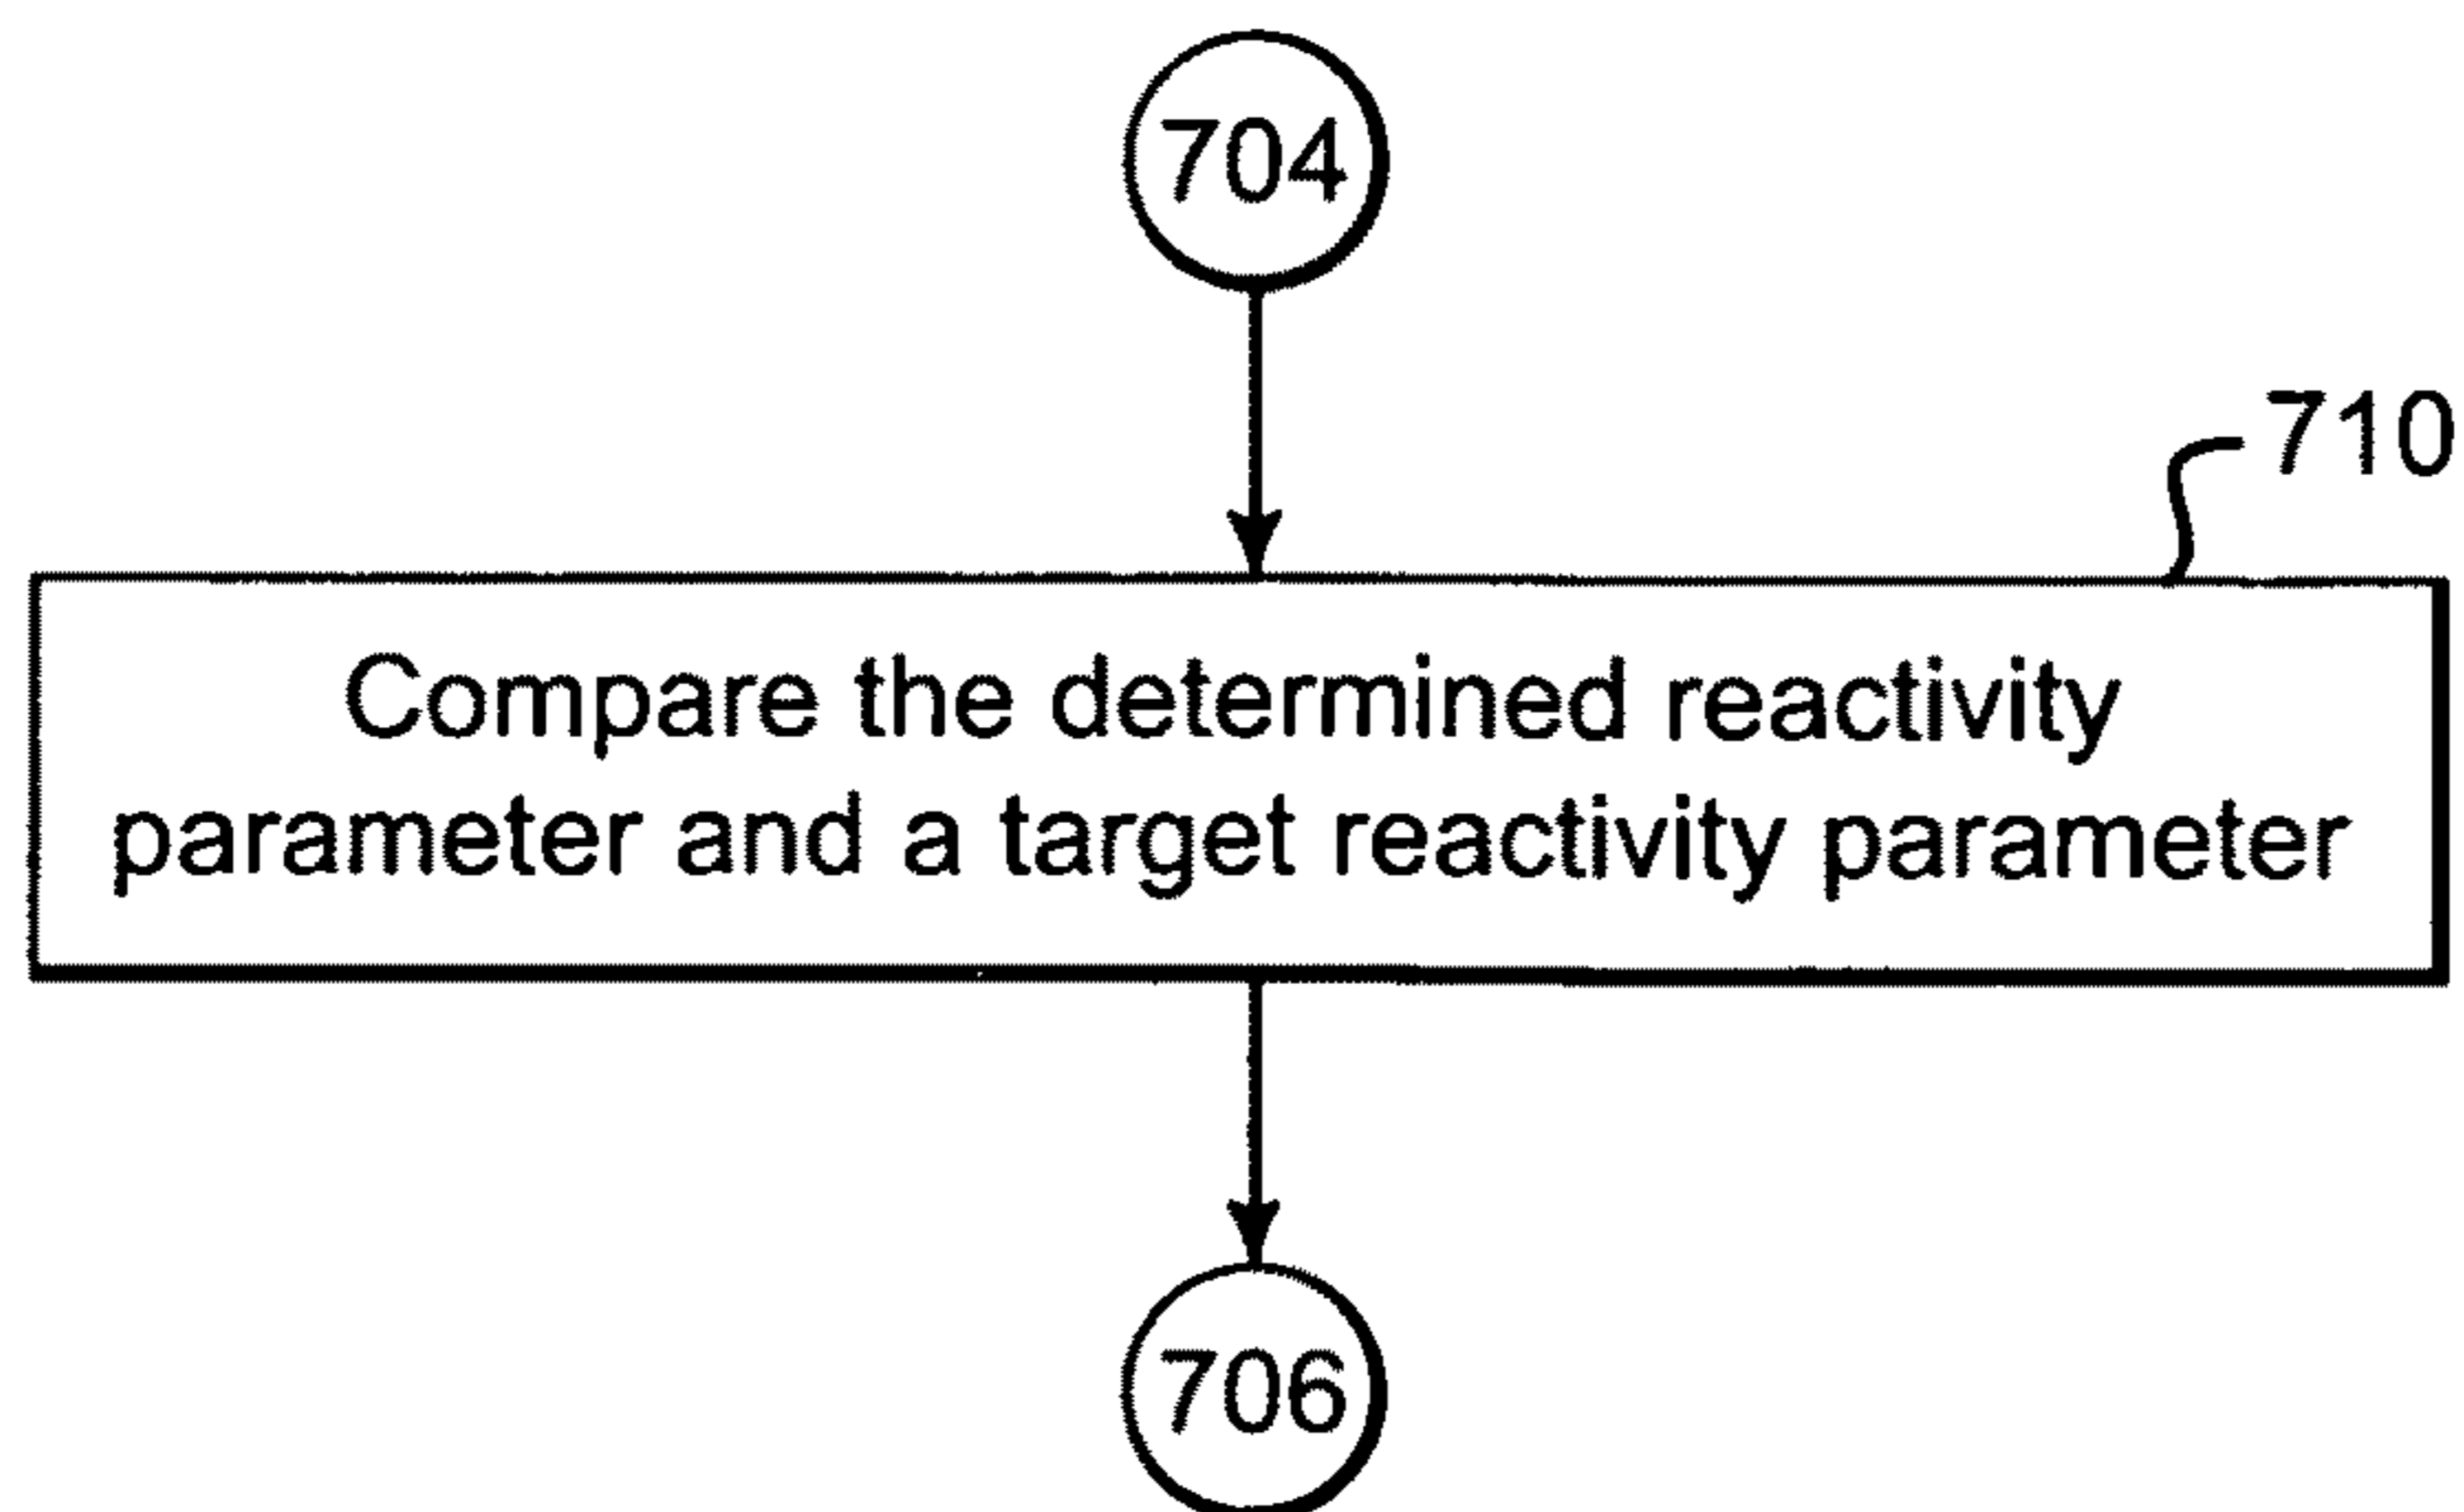 704
710
Compare the determined reactivity
parameter and a target reactivity parameter
706